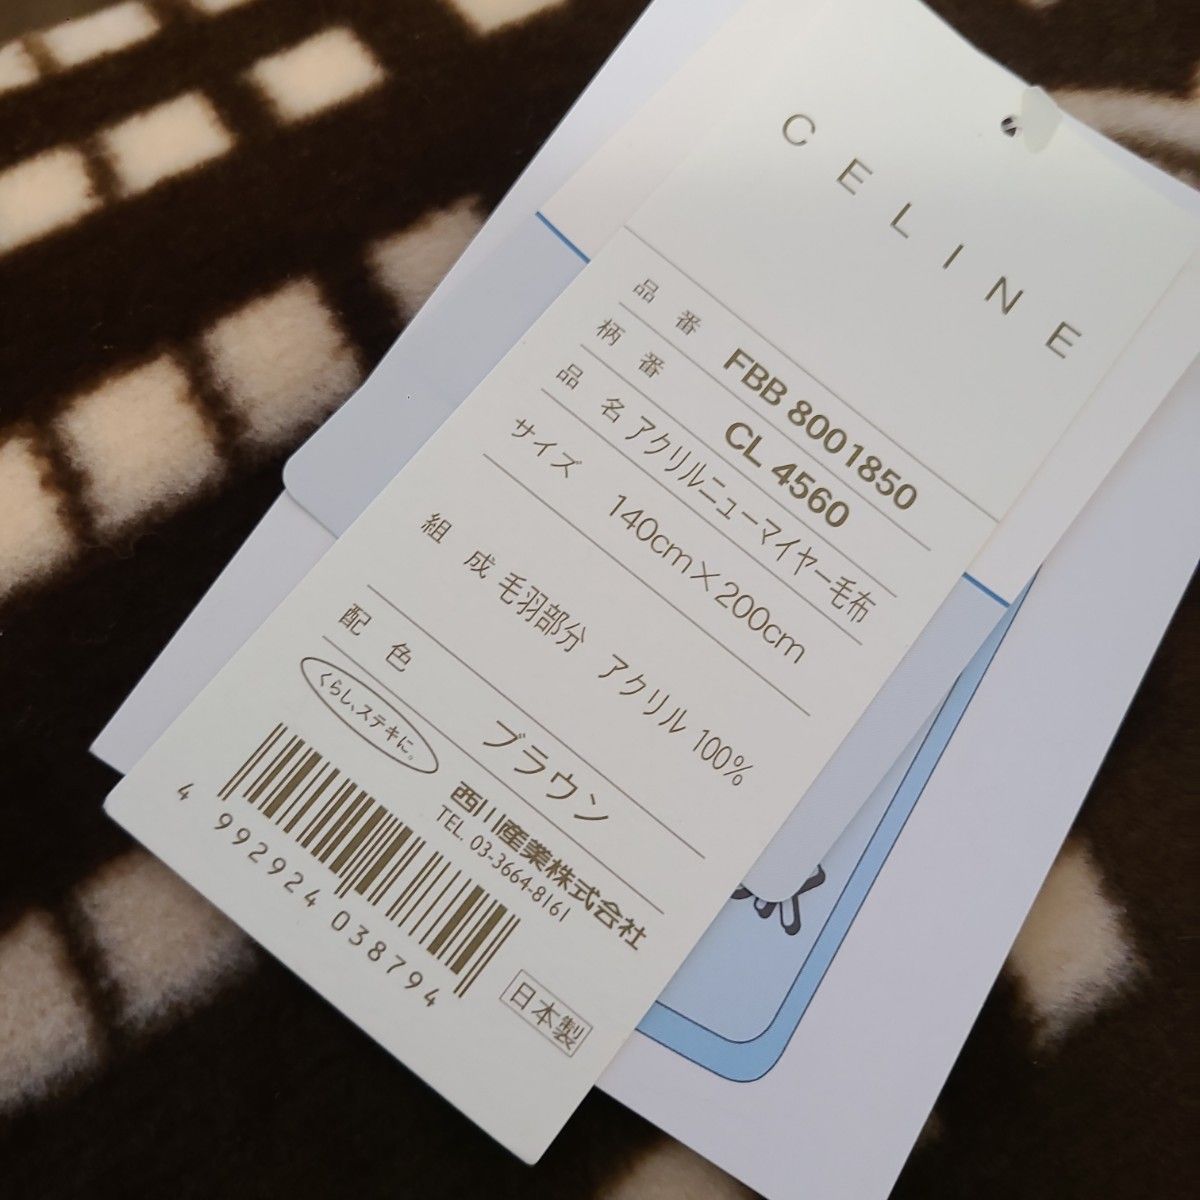 CELINE
品番 FBB 8001850
柄番 CL 4560
品名 アクリルニューマイヤー毛布
サイズ 140cm×200cm
組成 毛羽部分 アクリル 100%
配色 ブラウン
くらし、ステキに。
西川産業株式会社
TEL. 03-3664-8161
4 992924 038794
日本製